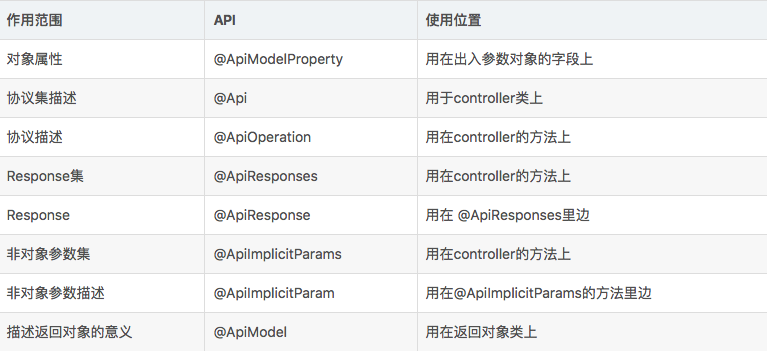 作用范围 API 使用位置
对象属性 @ApiModelProperty 用在出入参数对象的字段上
协议集描述 @Api 用于controller类上
协议描述 @ApiOperation 用在controller的方法上
Response集 @ApiResponses 用在controller的方法上
Response @ApiResponse 用在 @ApiResponses里边
非对象参数集 @ApiImplicitParams 用在controller的方法上
非对象参数描述 @ApiImplicitParam 用在@ApiImplicitParams的方法里边
描述返回对象的意义 @ApiModel 用在返回对象类上